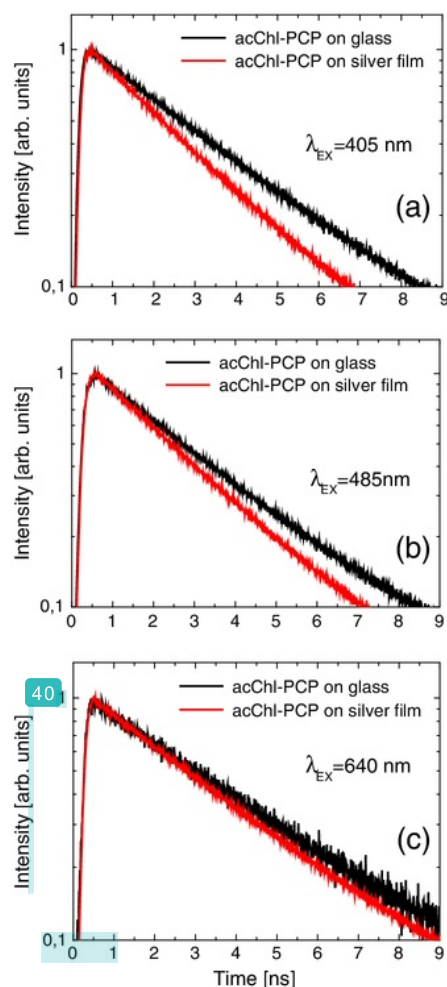 acChl-PCP on glass
acChl-PCP on silver film
λEX=405 nm
(a)
Intensity [arb. units]
1
0,1
0 1 2 3 4 5 6 7 8 9
acChl-PCP on glass
acChl-PCP on silver film
λEX=485nm
(b)
Intensity [arb. units]
1
0,1
0 1 2 3 4 5 6 7 8 9
40
acChl-PCP on glass
acChl-PCP on silver film
λEX=640 nm
(c)
Intensity [arb. units]
1
0,1
0 1 2 3 4 5 6 7 8 9
Time [ns]